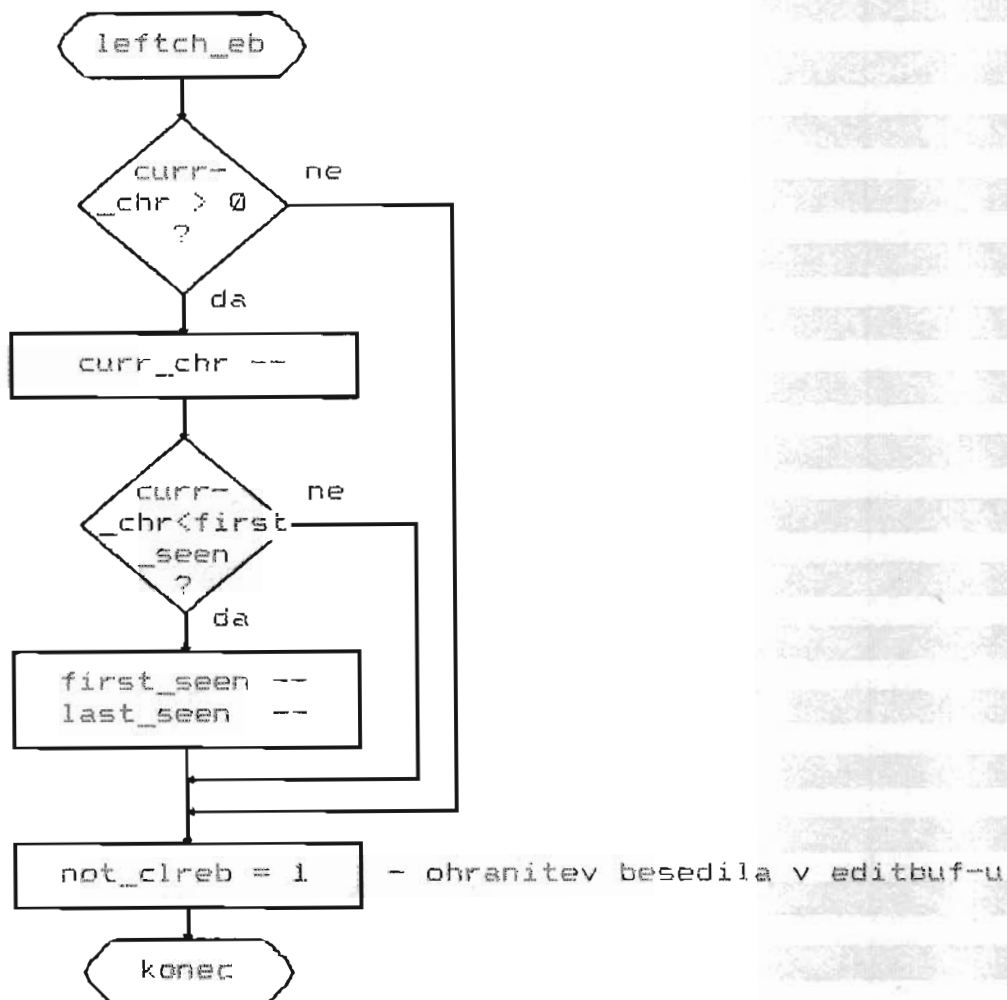 leftch_eb
curr-
_chr > 0
?
ne
da
curr_chr --
curr-
_chr<first
_seen
?
ne
da
first_seen --
last_seen --
not_clreb = 1
- ohranitev besedila v editbuf-u
konec